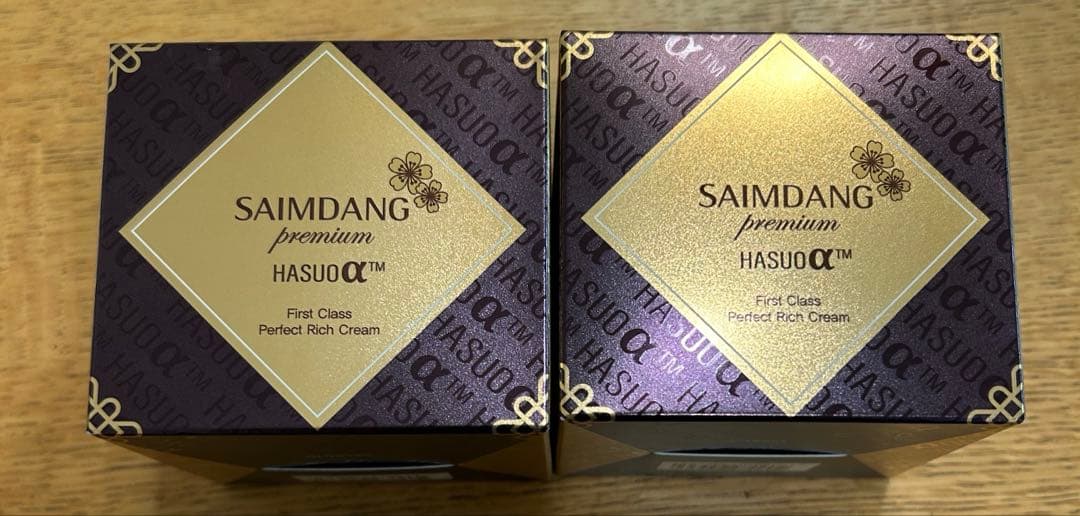 SAIMDANG
premium
HASUOα™
First Class
Perfect Rich Cream
SAIMDANG
premium
HASUOα™
First Class
Perfect Rich Cream